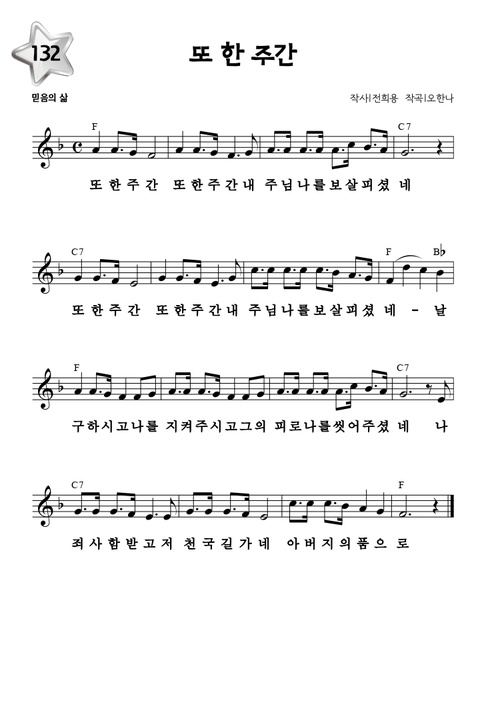 132
또 한 주간
믿음의 삶
작사|전희용 작곡|오한나
F C7
또 한 주 간 또 한 주 간 내 주 님 나 를 보 살 피 셨 네
C7 F B♭
또 한 주 간 또 한 주 간 내 주 님 나 를 보 살 피 셨 네 - 날
F C7
구 하 시 고 나 를 지 켜 주 시 고 그 의 피 로 나 를 씻 어 주 셨 네 나
C7 F
죄 사 함 받 고 저 천 국 길 가 네 아 버 지 의 품 으 로